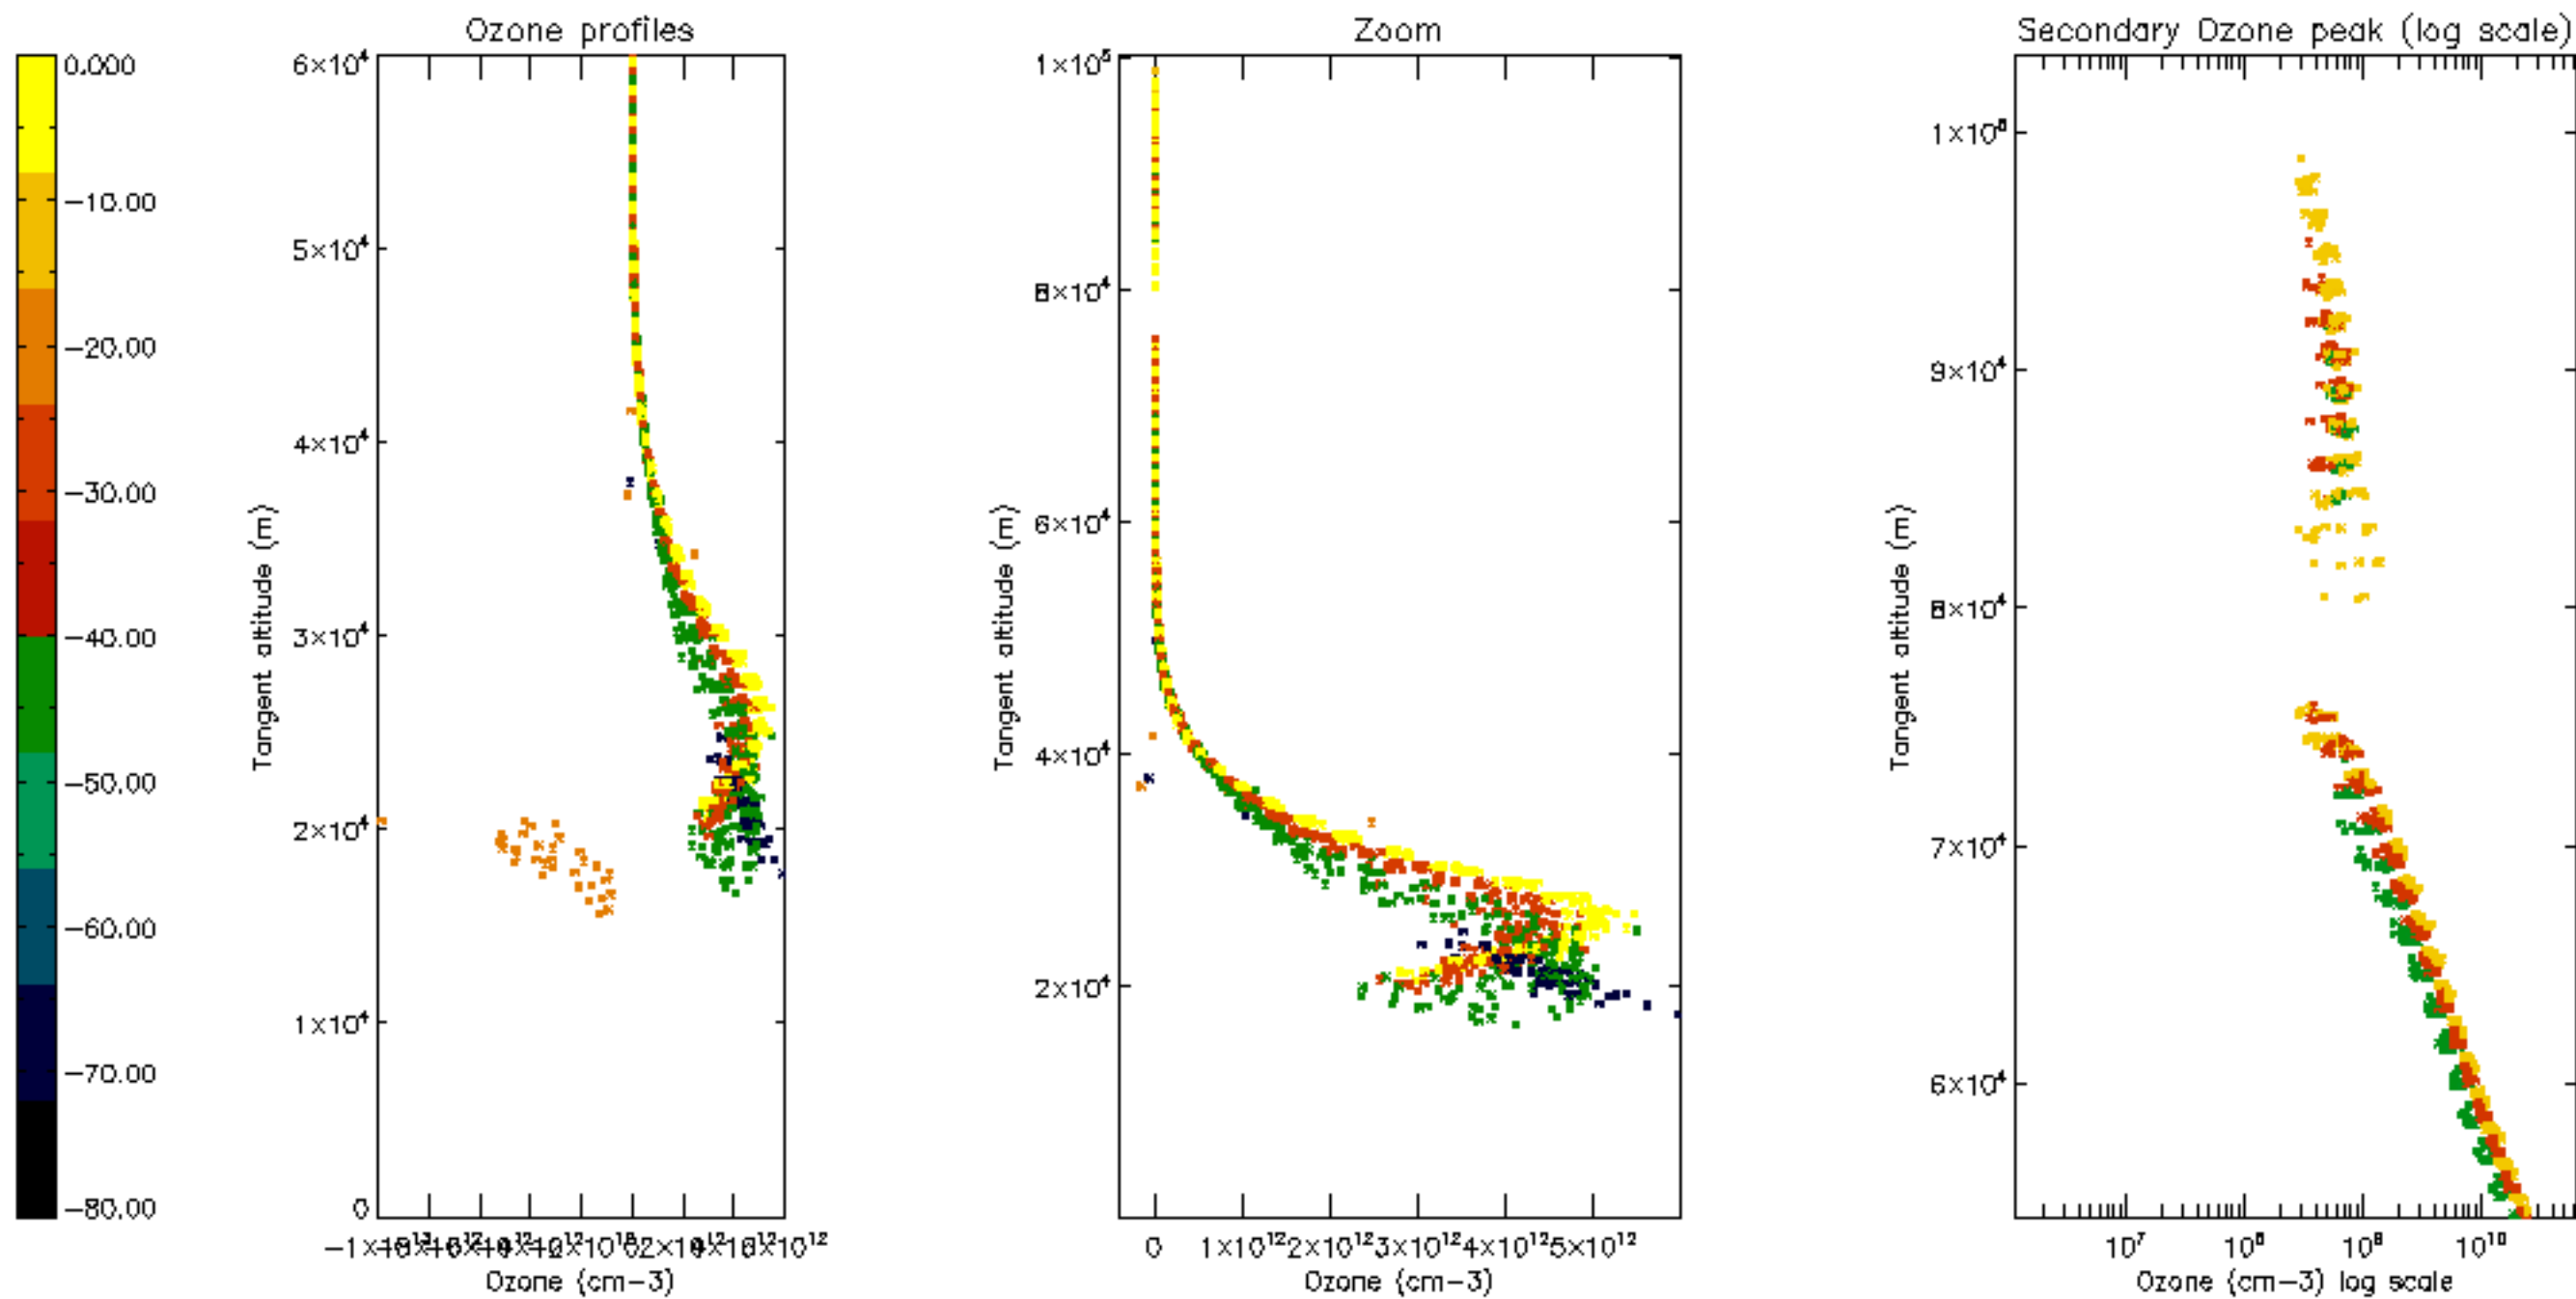 Ozone profiles
Zoom
Secondary Ozone peak (log scale)
0.000
-10.00
-20.00
-30.00
-40.00
-50.00
-60.00
-70.00
-80.00
6×10⁴
5×10⁴
4×10⁴
3×10⁴
2×10⁴
1×10⁴
0
Tangent altitude (m)
Ozone (cm-3)
1×10⁵
8×10⁴
6×10⁴
4×10⁴
2×10⁴
Tangent altitude (m)
0 1×10¹² 2×10¹² 3×10¹² 4×10¹² 5×10¹²
Ozone (cm-3)
9×10⁴
8×10⁴
7×10⁴
6×10⁴
Tangent altitude (m)
10⁷ 10⁸ 10⁹ 10¹⁰
Ozone (cm-3) log scale